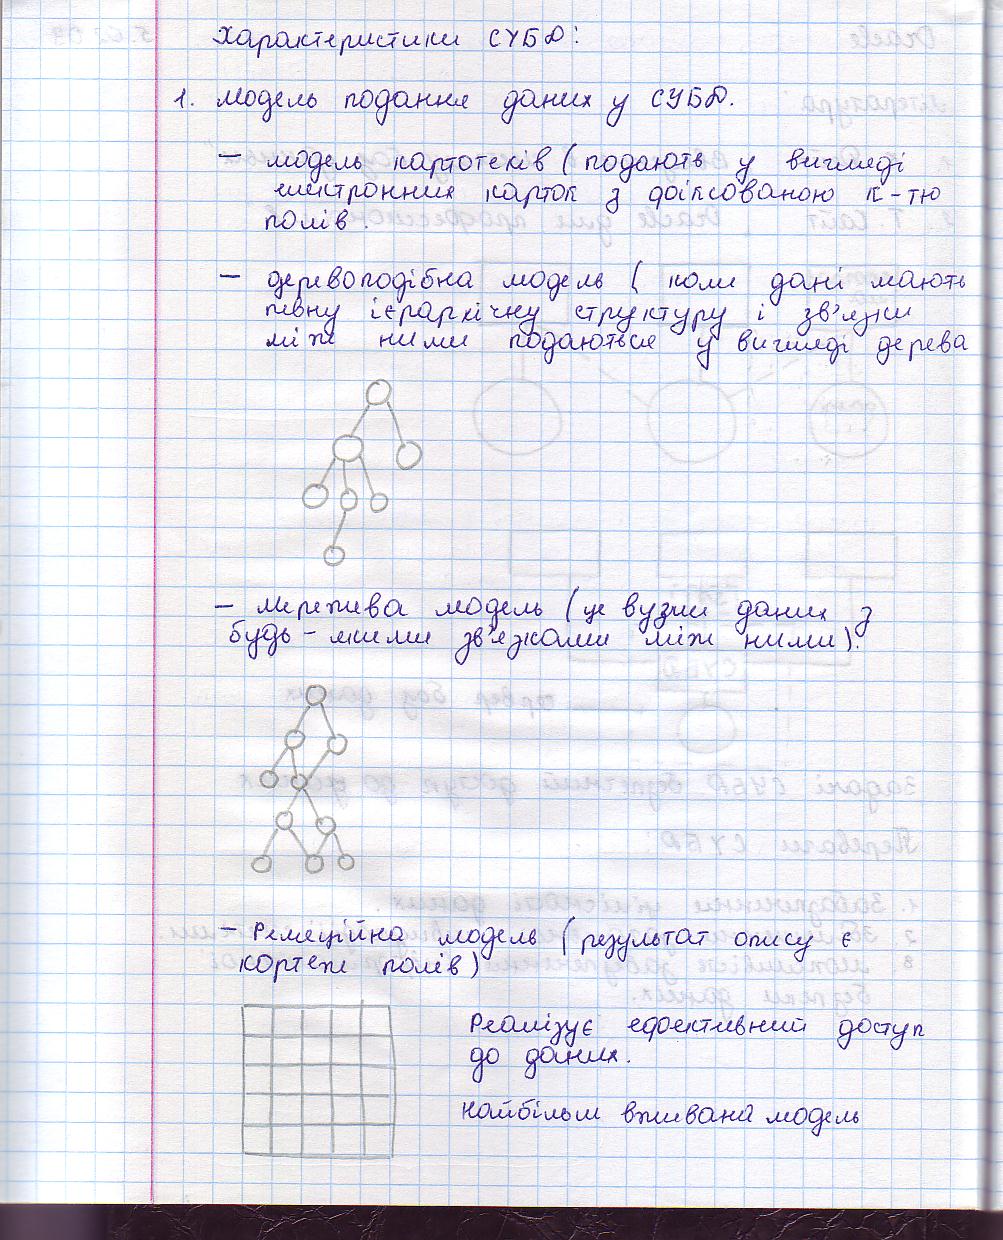 Характеристики СУБД:
1. Модель подання даних у СУБД.
– модель картотеків (подають у вигляді
електронних карток з фіксованою к-тю
полів.
– деревоподібна модель (коли дані мають
певну ієрархічну структуру і зв'язки
між ними подаються у вигляді дерева
– мережива модель (це вузли даних з
будь-якими зв'язками між ними).
– Реляційна модель (результат опису є
кортеж полів)
Реалізує ефективний доступ
до даних.
найбільш вживана модель